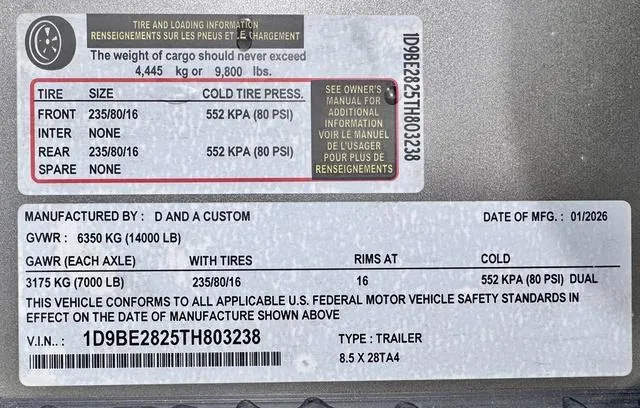 TIRE AND LOADING INFORMATION
RENSEIGNEMENTS SUR LES PNEUS ET LE CHARGEMENT
The weight of cargo should never exceed
4,445 kg or 9,800 lbs.
TIRE SIZE COLD TIRE PRESS.
FRONT 235/80/16 552 KPA (80 PSI)
INTER NONE
REAR 235/80/16 552 KPA (80 PSI)
SPARE NONE
SEE OWNER'S
MANUAL FOR
ADDITIONAL
INFORMATION
VOIR LE MANUEL
DE L'USAGER
POUR PLUS DE
RENSEIGNEMENTS
1D9BE2825TH803238
MANUFACTURED BY : D AND A CUSTOM DATE OF MFG. : 01/2026
GVWR : 6350 KG (14000 LB)
GAWR (EACH AXLE) WITH TIRES RIMS AT COLD
3175 KG (7000 LB) 235/80/16 16 552 KPA (80 PSI) DUAL
THIS VEHICLE CONFORMS TO ALL APPLICABLE U.S. FEDERAL MOTOR VEHICLE SAFETY STANDARDS IN
EFFECT ON THE DATE OF MANUFACTURE SHOWN ABOVE
V.I.N.. : 1D9BE2825TH803238 TYPE : TRAILER
8.5 X 28TA4